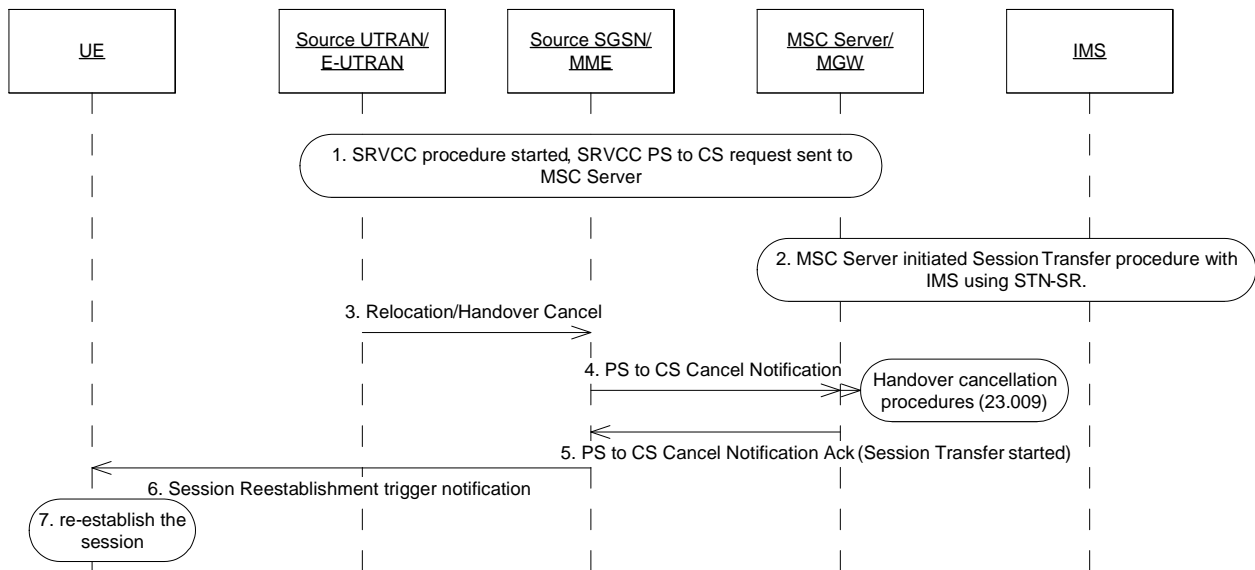 UE
Source UTRAN/
E-UTRAN
Source SGSN/
MME
MSC Server/
MGW
IMS
1. SRVCC procedure started, SRVCC PS to CS request sent to
MSC Server
2. MSC Server initiated Session Transfer procedure with
IMS using STN-SR.
3. Relocation/Handover Cancel
4. PS to CS Cancel Notification
Handover cancellation
procedures (23.009)
5. PS to CS Cancel Notification Ack (Session Transfer started)
6. Session Reestablishment trigger notification
7. re-establish the
session